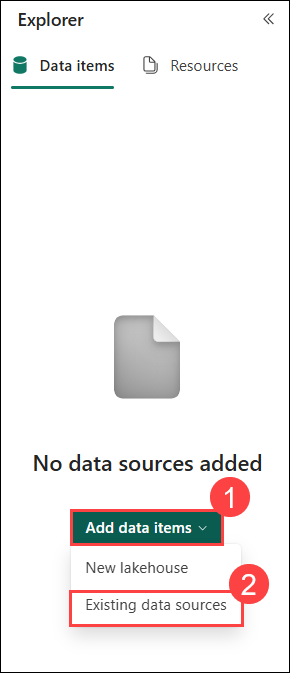 Explorer
Data items Resources
No data sources added
1
Add data items
New lakehouse
2
Existing data sources